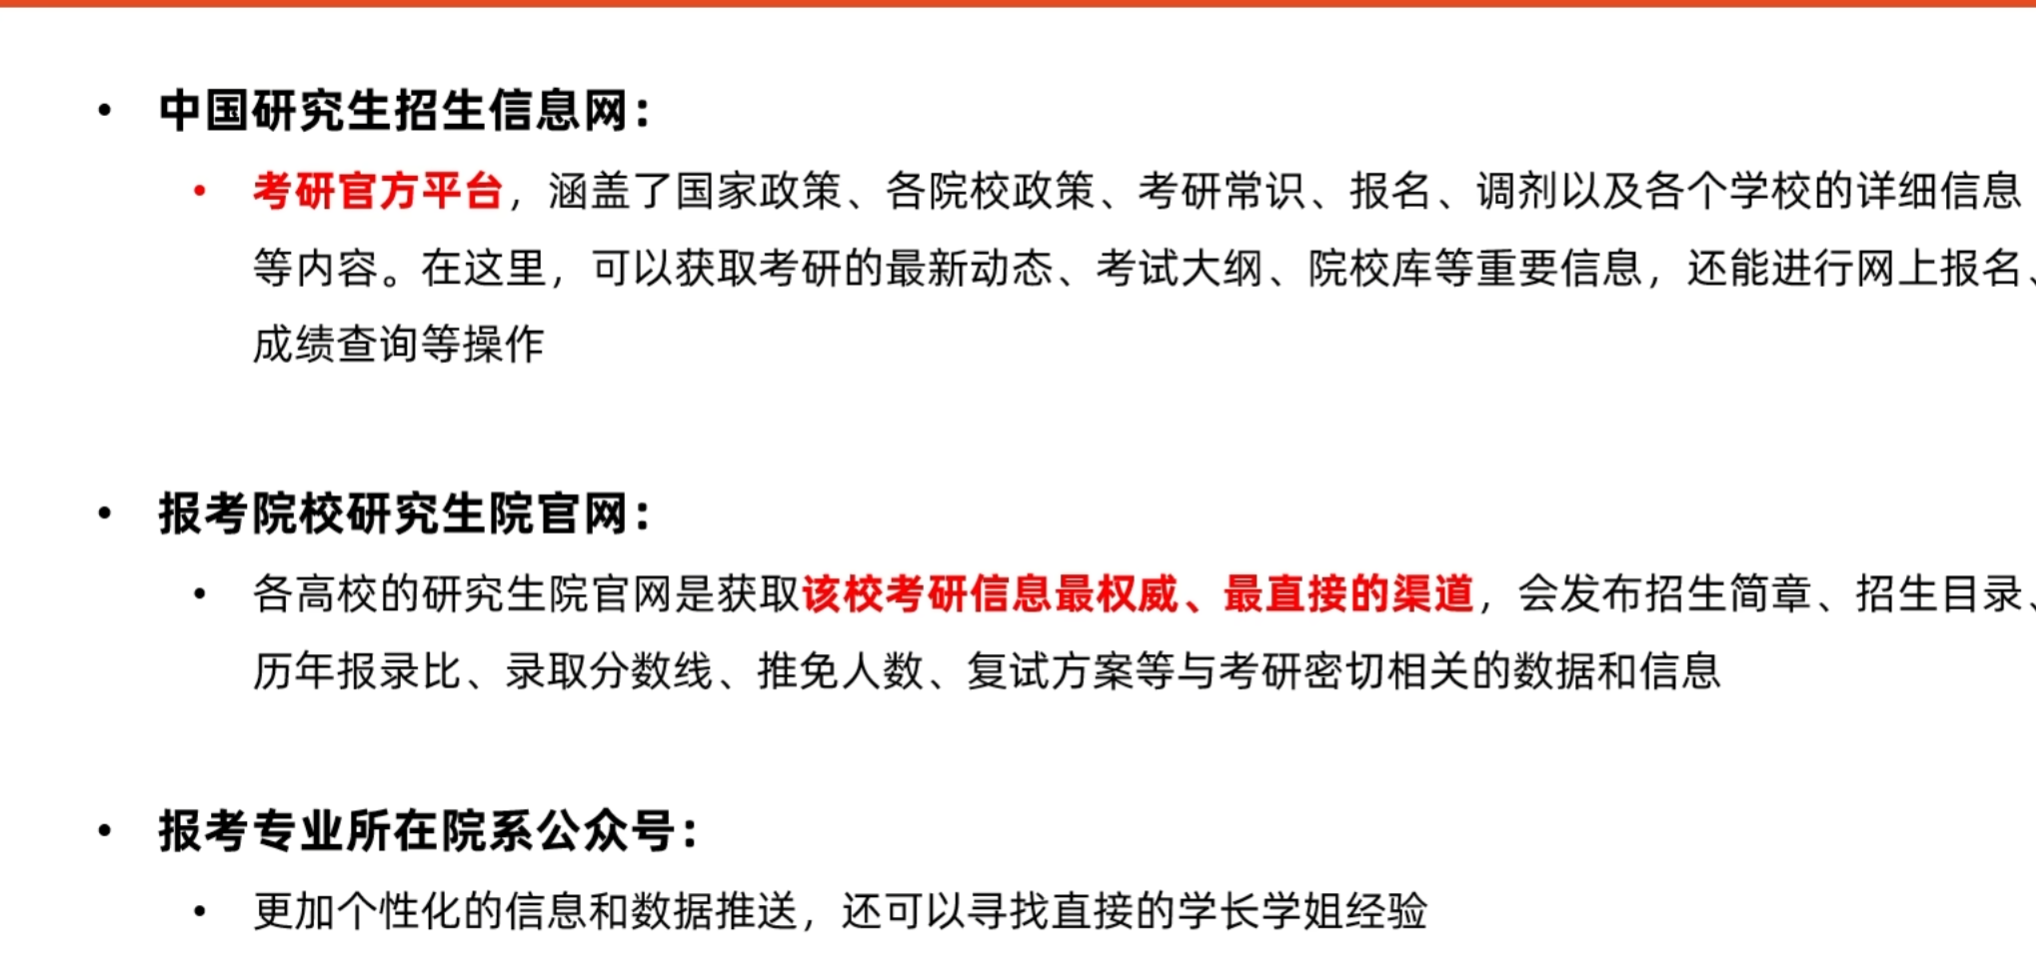 • 中国研究生招生信息网：
• 考研官方平台，涵盖了国家政策、各院校政策、考研常识、报名、调剂以及各个学校的详细信息
等内容。在这里，可以获取考研的最新动态、考试大纲、院校库等重要信息，还能进行网上报名、
成绩查询等操作
• 报考院校研究生院官网：
• 各高校的研究生院官网是获取该校考研信息最权威、最直接的渠道，会发布招生简章、招生目录、
历年报录比、录取分数线、推免人数、复试方案等与考研密切相关的数据和信息
• 报考专业所在院系公众号：
• 更加个性化的信息和数据推送，还可以寻找直接的学长学姐经验